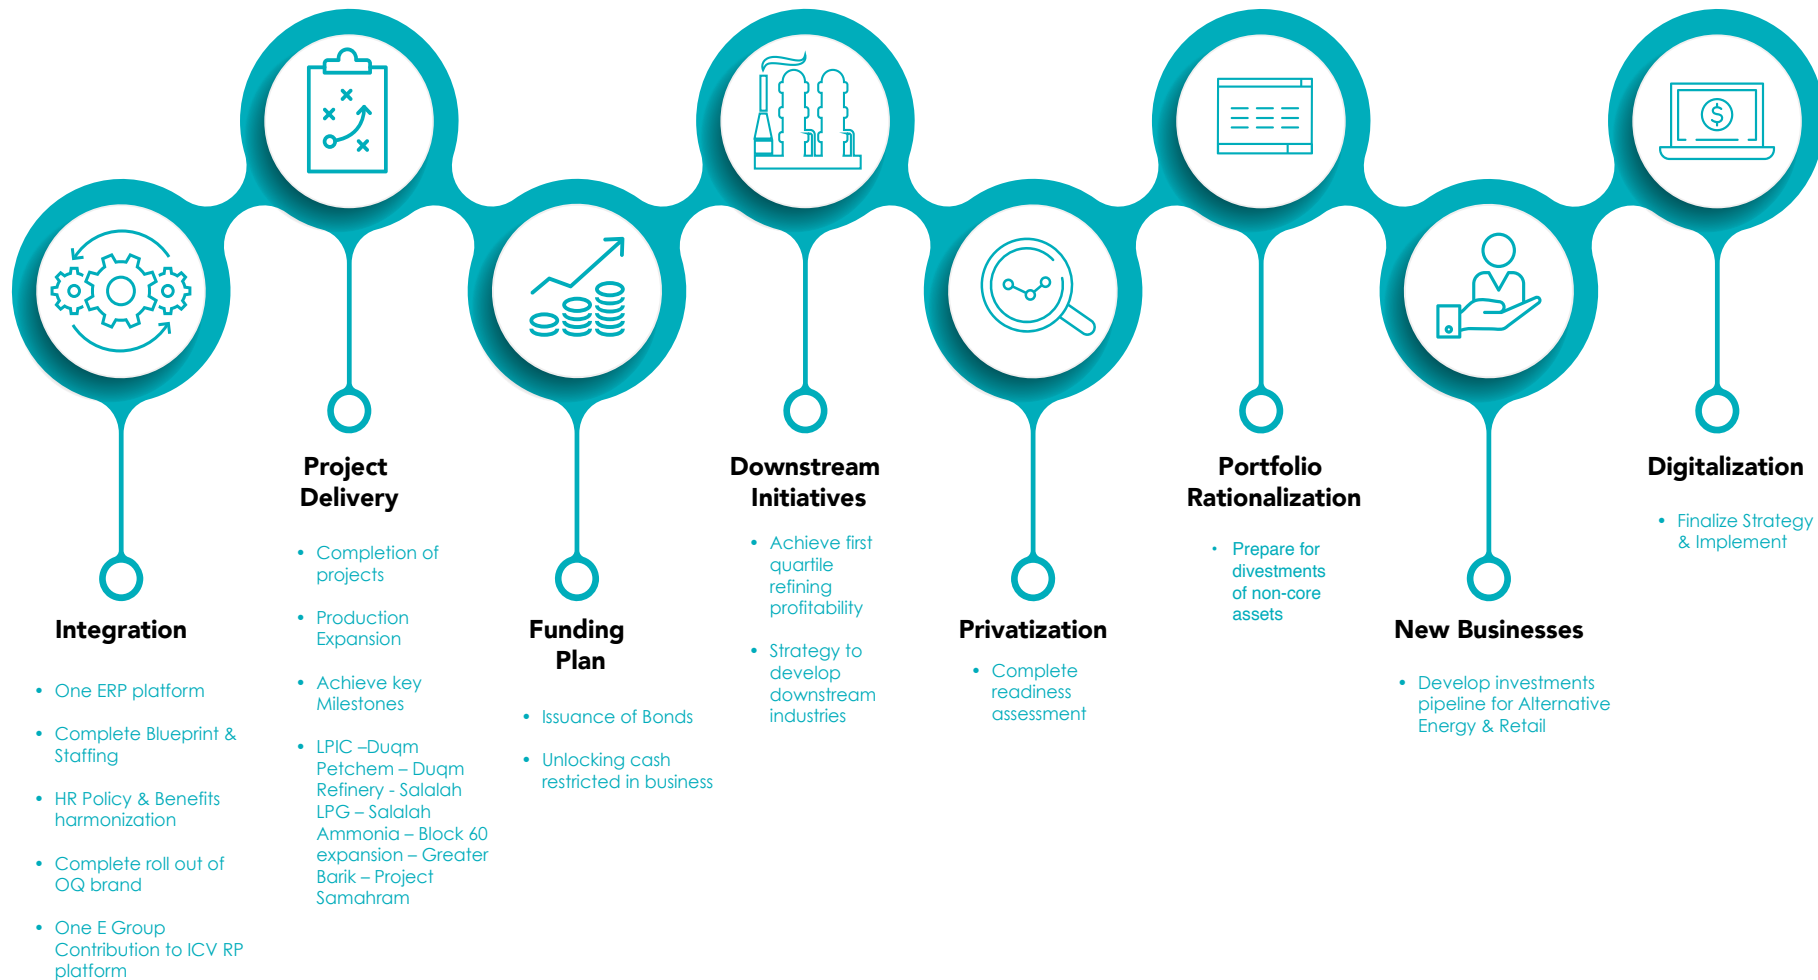 Integration
• One ERP platform
• Complete Blueprint &
Staffing
• HR Policy & Benefits
harmonization
• Complete roll out of
OQ brand
• One E Group
Contribution to ICV RP
platform
Project
Delivery
• Completion of
projects
• Production
Expansion
• Achieve key
Milestones
• LPIC –Duqm
Petchem – Duqm
Refinery - Salalah
LPG – Salalah
Ammonia – Block 60
expansion – Greater
Barik – Project
Samahram
Funding
Plan
• Issuance of Bonds
• Unlocking cash
restricted in business
Downstream
Initiatives
• Achieve first
quartile
refining
profitability
• Strategy to
develop
downstream
industries
Privatization
• Complete
readiness
assessment
Portfolio
Rationalization
• Prepare for
divestments
of non-core
assets
New Businesses
• Develop investments
pipeline for Alternative
Energy & Retail
$
Digitalization
• Finalize Strategy
& Implement